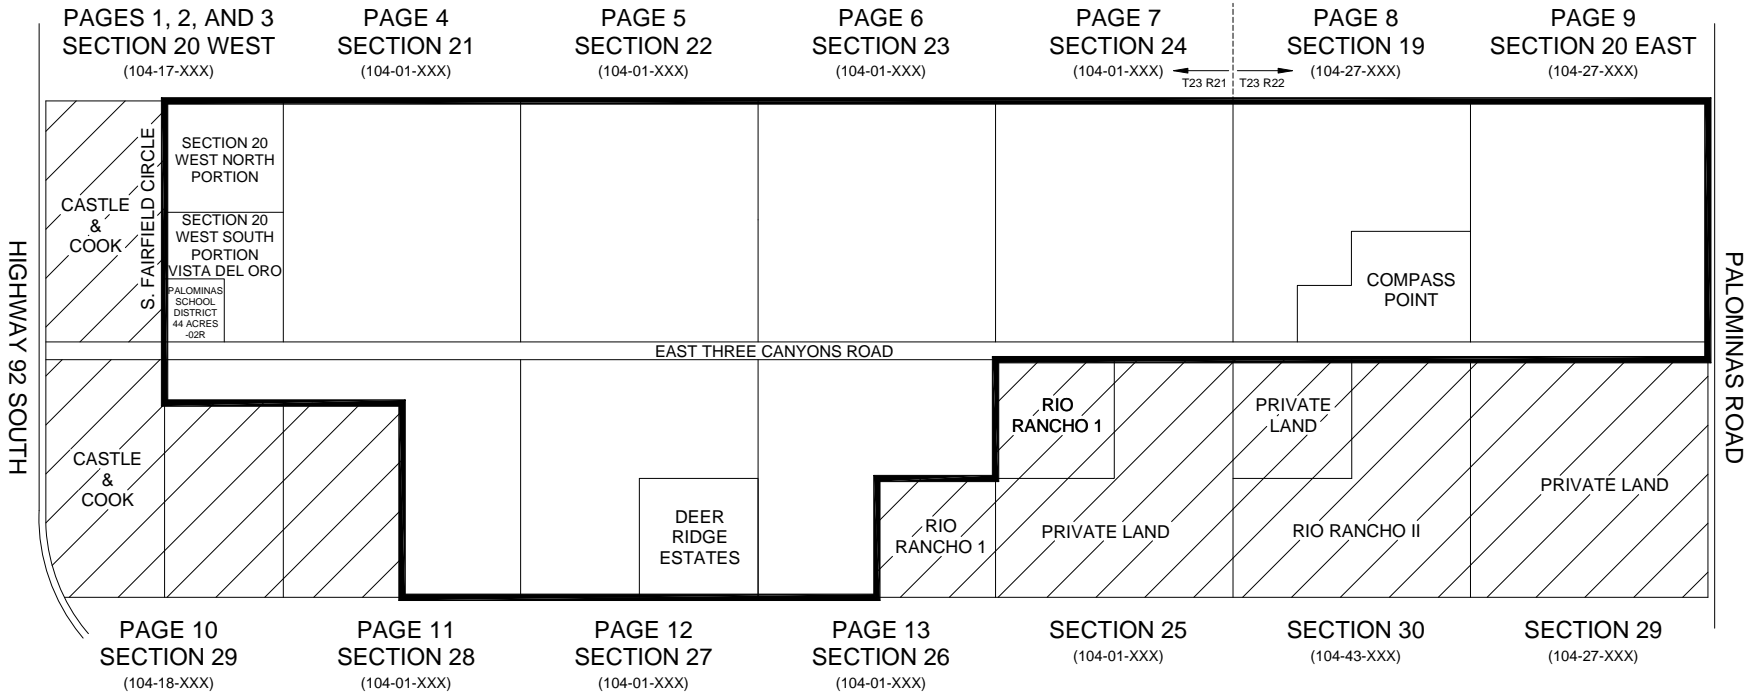 PAGES 1, 2, AND 3
SECTION 20 WEST
(104-17-XXX)
PAGE 4
SECTION 21
(104-01-XXX)
PAGE 5
SECTION 22
(104-01-XXX)
PAGE 6
SECTION 23
(104-01-XXX)
PAGE 7
SECTION 24
(104-01-XXX)
PAGE 8
SECTION 19
(104-27-XXX)
PAGE 9
SECTION 20 EAST
(104-27-XXX)
T23 R21
T23 R22
HIGHWAY 92 SOUTH
CASTLE
&
COOK
S. FAIRFIELD CIRCLE
SECTION 20
WEST NORTH
PORTION
SECTION 20
WEST SOUTH
PORTION
VISTA DEL ORO
PALOMINAS
SCHOOL
DISTRICT
44 ACRES
-02R
COMPASS
POINT
PALOMINAS ROAD
EAST THREE CANYONS ROAD
CASTLE
&
COOK
DEER
RIDGE
ESTATES
RIO
RANCHO 1
RIO
RANCHO 1
PRIVATE LAND
PRIVATE
LAND
RIO RANCHO II
PRIVATE LAND
PAGE 10
SECTION 29
(104-18-XXX)
PAGE 11
SECTION 28
(104-01-XXX)
PAGE 12
SECTION 27
(104-01-XXX)
PAGE 13
SECTION 26
(104-01-XXX)
SECTION 25
(104-01-XXX)
SECTION 30
(104-43-XXX)
SECTION 29
(104-27-XXX)